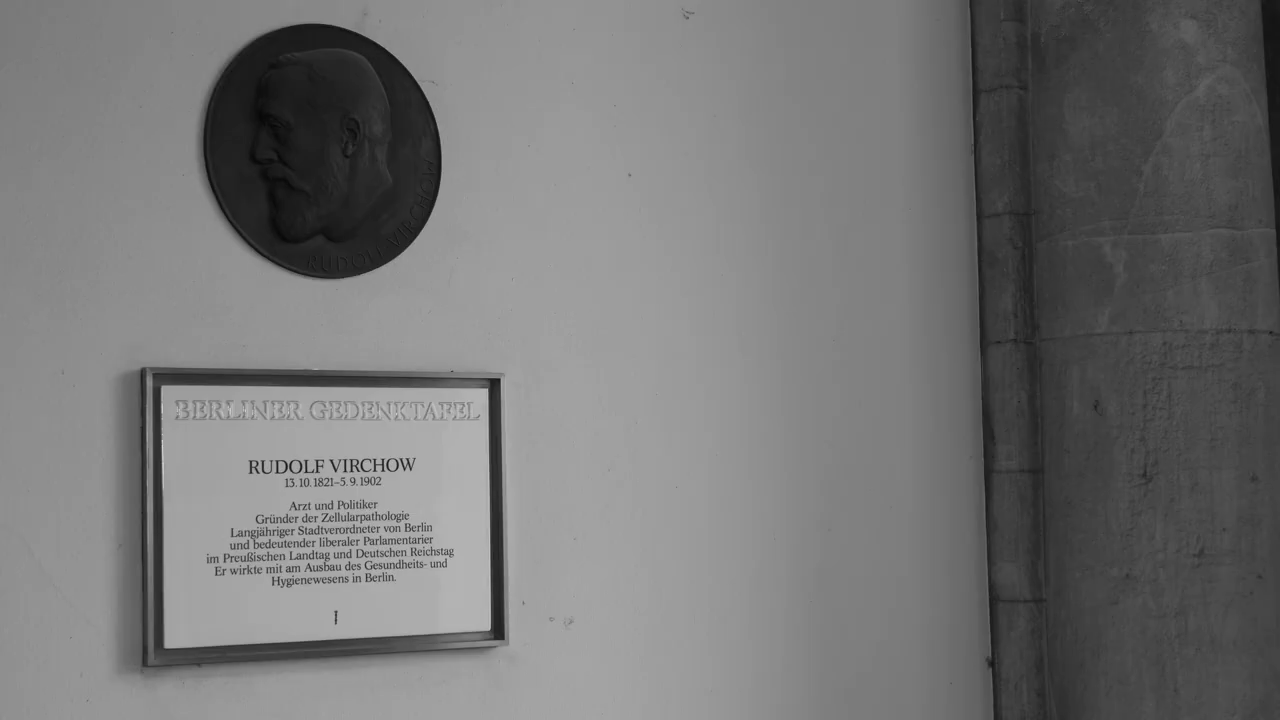 RUDOLF VIRCHOW
BERLINER GEDENKTAFEL
RUDOLF VIRCHOW
13.10.1821–5.9.1902
Arzt und Politiker
Gründer der Zellularpathologie
Langjähriger Stadtverordneter von Berlin
und bedeutender liberaler Parlamentarier
im Preußischen Landtag und Deutschen Reichstag
Er wirkte mit am Ausbau des Gesundheits- und
Hygienewesens in Berlin.